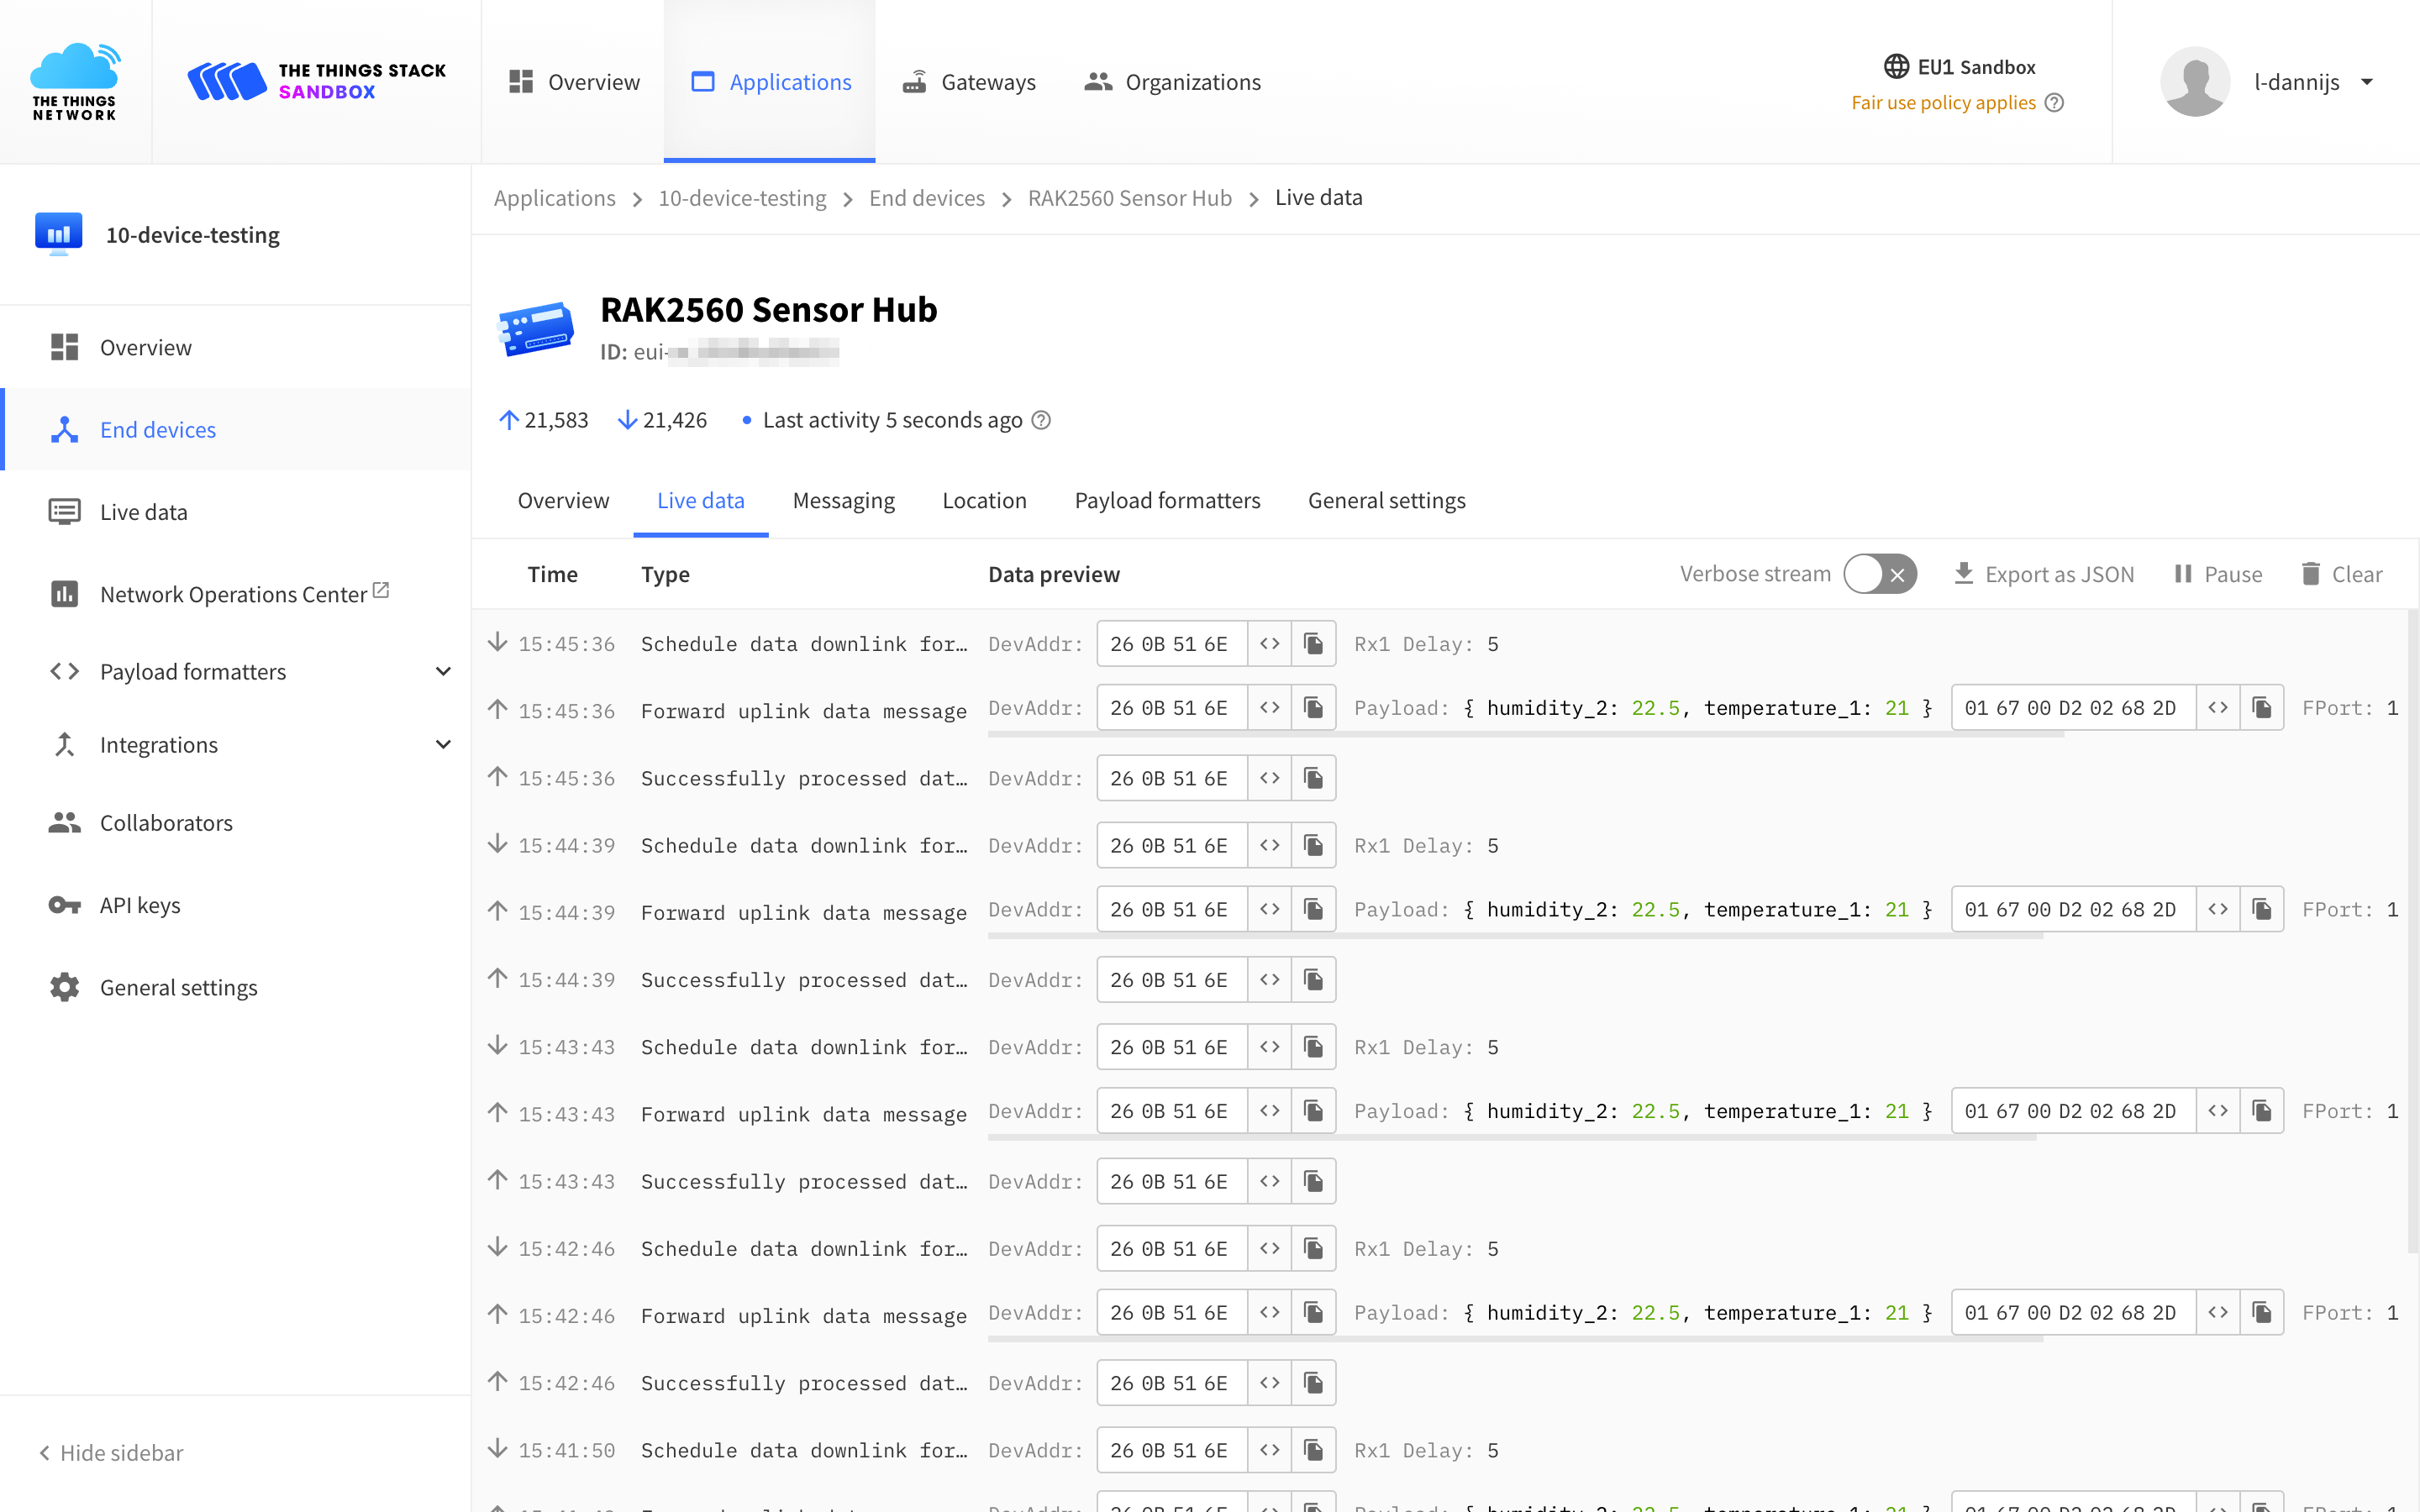 THE THINGS NETWORK
THE THINGS STACK
SANDBOX
Overview
Applications
Gateways
Organizations
EU1 Sandbox
Fair use policy applies
l-dannijs
10-device-testing
Overview
End devices
Live data
Network Operations Center
Payload formatters
Integrations
Collaborators
API keys
General settings
Hide sidebar
Applications > 10-device-testing > End devices > RAK2560 Sensor Hub > Live data
RAK2560 Sensor Hub
ID: eui-
21,583 21,426 • Last activity 5 seconds ago
Overview Live data Messaging Location Payload formatters General settings
Time Type Data preview Verbose stream Export as JSON Pause Clear
15:45:36 Schedule data downlink for… DevAddr: 26 0B 51 6E <> Rx1 Delay: 5
15:45:36 Forward uplink data message DevAddr: 26 0B 51 6E <> Payload: { humidity_2: 22.5, temperature_1: 21 } 01 67 00 D2 02 68 2D <> FPort: 1
15:45:36 Successfully processed dat… DevAddr: 26 0B 51 6E <>
15:44:39 Schedule data downlink for… DevAddr: 26 0B 51 6E <> Rx1 Delay: 5
15:44:39 Forward uplink data message DevAddr: 26 0B 51 6E <> Payload: { humidity_2: 22.5, temperature_1: 21 } 01 67 00 D2 02 68 2D <> FPort: 1
15:44:39 Successfully processed dat… DevAddr: 26 0B 51 6E <>
15:43:43 Schedule data downlink for… DevAddr: 26 0B 51 6E <> Rx1 Delay: 5
15:43:43 Forward uplink data message DevAddr: 26 0B 51 6E <> Payload: { humidity_2: 22.5, temperature_1: 21 } 01 67 00 D2 02 68 2D <> FPort: 1
15:43:43 Successfully processed dat… DevAddr: 26 0B 51 6E <>
15:42:46 Schedule data downlink for… DevAddr: 26 0B 51 6E <> Rx1 Delay: 5
15:42:46 Forward uplink data message DevAddr: 26 0B 51 6E <> Payload: { humidity_2: 22.5, temperature_1: 21 } 01 67 00 D2 02 68 2D <> FPort: 1
15:42:46 Successfully processed dat… DevAddr: 26 0B 51 6E <>
15:41:50 Schedule data downlink for… DevAddr: 26 0B 51 6E <> Rx1 Delay: 5